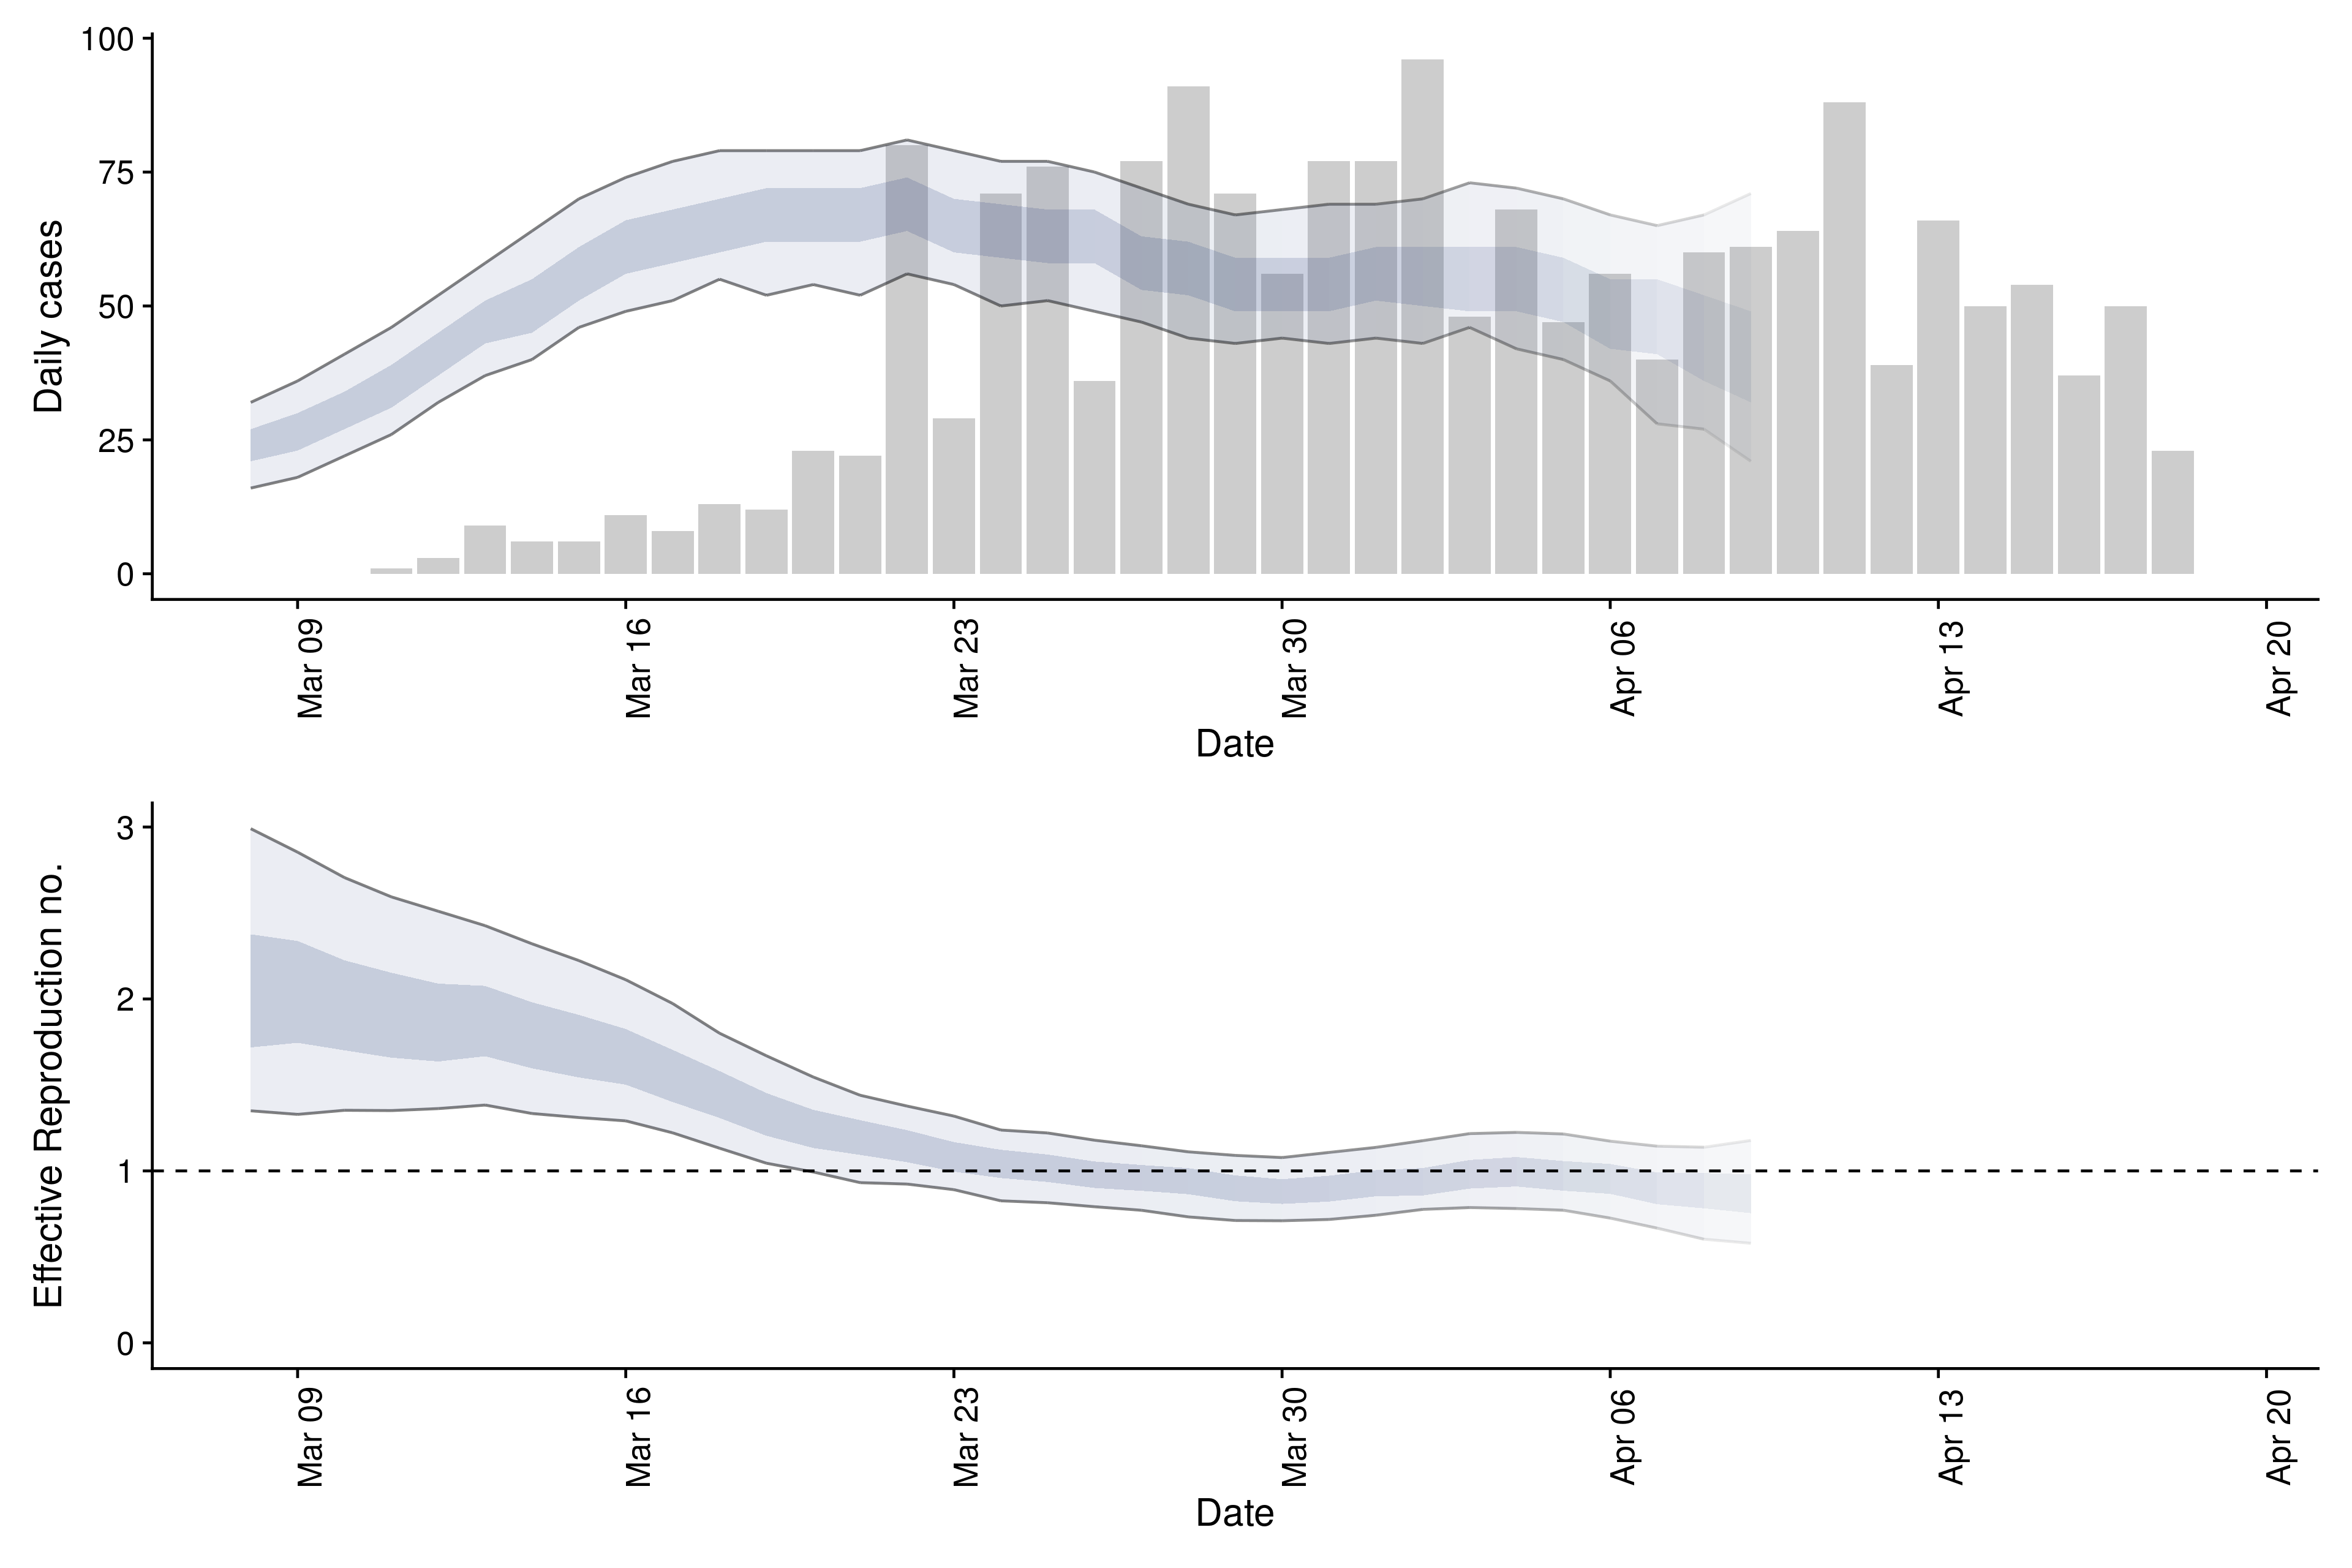 100
75
50
25
0
Daily cases
Mar 09
Mar 16
Mar 23
Mar 30
Apr 06
Apr 13
Apr 20
Date
3
2
1
0
Effective Reproduction no.
Mar 09
Mar 16
Mar 23
Mar 30
Apr 06
Apr 13
Apr 20
Date